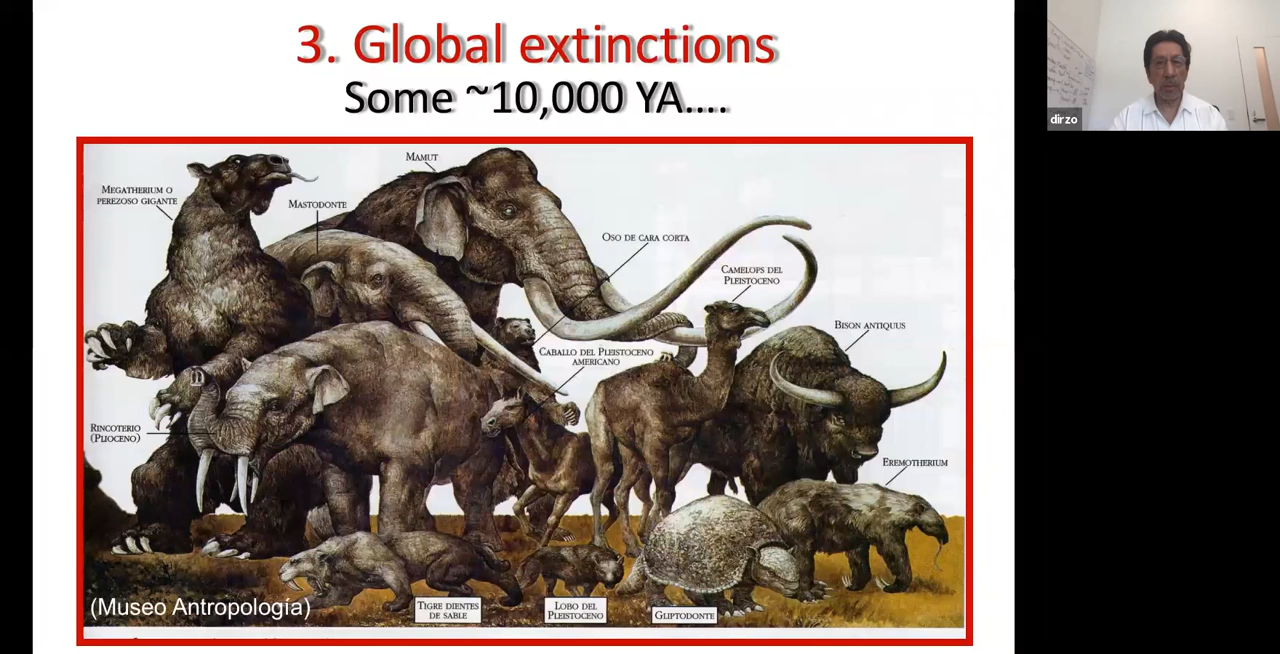 3. Global extinctions
Some ~10,000 YA....
dirzo
MAMUT
MEGATHERIUM O
PEREZOSO GIGANTE
MASTODONTE
OSO DE CARA CORTA
CAMELOPS DEL
PLEISTOCENO
BISON ANTIQUUS
CABALLO DEL PLEISTOCENO
AMERICANO
RINCOTERIO
(PLIOCENO)
EREMOTHERIUM
(Museo Antropología)
TIGRE DIENTES
DE SABLE
LOBO DEL
PLEISTOCENO
GLIPTODONTE